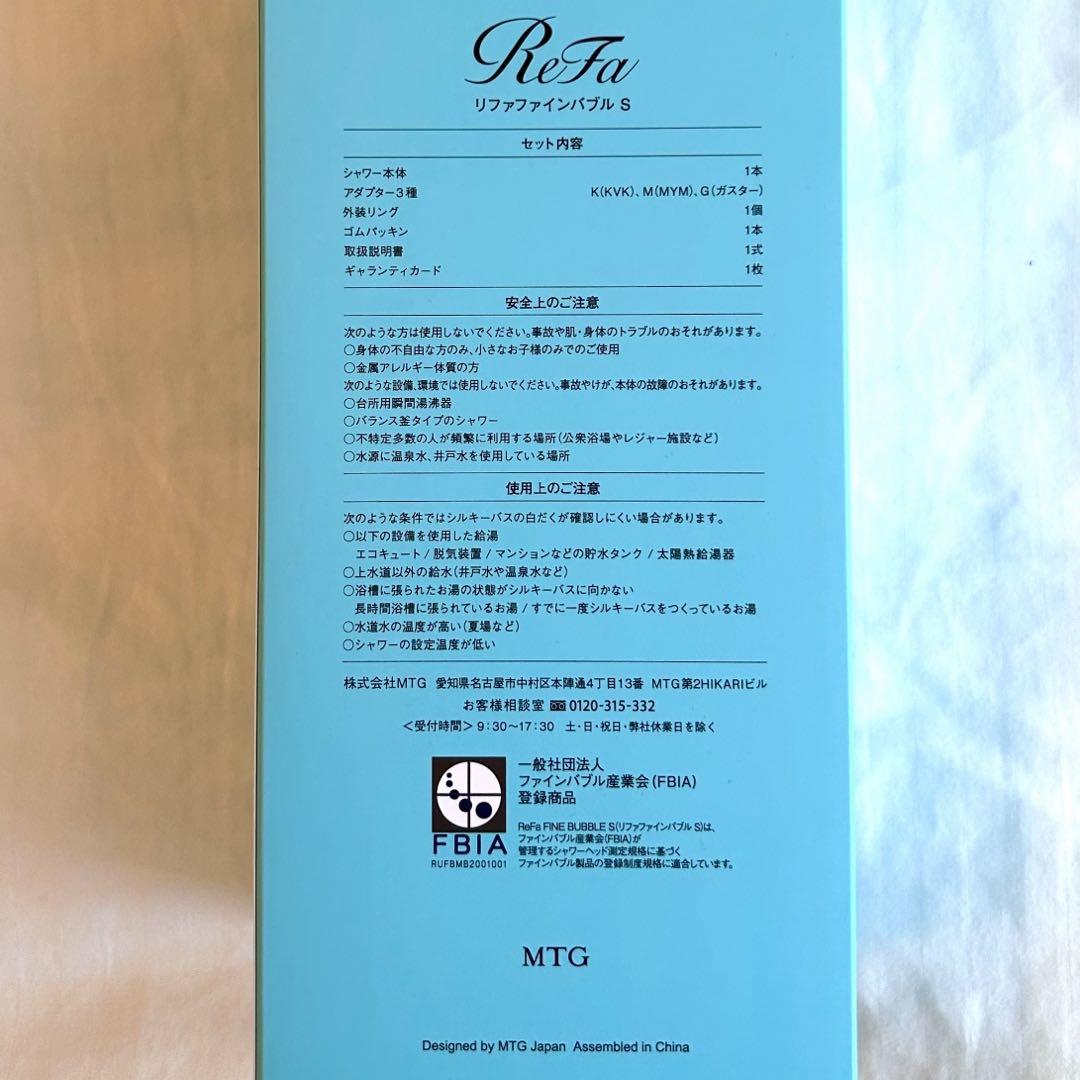 ReFa
リファファインバブル S
セット内容
シャワー本体 1本
アダプター3種 K(KVK)、M(MYM)、G(ガスター)
外装リング 1個
ゴムパッキン 1本
取扱説明書 1式
ギャランティカード 1枚
安全上のご注意
次のような方は使用しないでください。事故や肌・身体のトラブルのおそれがあります。
○身体の不自由な方のみ、小さなお子様のみでのご使用
○金属アレルギー体質の方
次のような設備、環境では使用しないでください。事故やけが、本体の故障のおそれがあります。
○台所用瞬間湯沸器
○バランス釜タイプのシャワー
○不特定多数の人が頻繁に利用する場所(公衆浴場やレジャー施設など)
○水源に温泉水、井戸水を使用している場所
使用上のご注意
次のような条件ではシルキーバスの白だくが確認しにくい場合があります。
○以下の設備を使用した給湯
エコキュート / 脱気装置 / マンションなどの貯水タンク / 太陽熱給湯器
○上水道以外の給水(井戸水や温泉水など)
○浴槽に張られたお湯の状態がシルキーバスに向かない
長時間浴槽に張られているお湯 / すでに一度シルキーバスをつくっているお湯
○水道水の温度が高い(夏場など)
○シャワーの設定温度が低い
株式会社MTG 愛知県名古屋市中村区本陣通4丁目13番 MTG第2HIKARIビル
お客様相談室 0120-315-332
<受付時間> 9:30~17:30 土・日・祝日・弊社休業日を除く
一般社団法人
ファインバブル産業会(FBIA)
登録商品
ReFa FINE BUBBLE S(リファファインバブル S)は、
ファインバブル産業会(FBIA)が
管理するシャワーヘッド測定規格に基づく
ファインバブル製品の登録制度規格に適合しています。
FBIA
RUFBMB2001001
MTG
Designed by MTG Japan Assembled in China